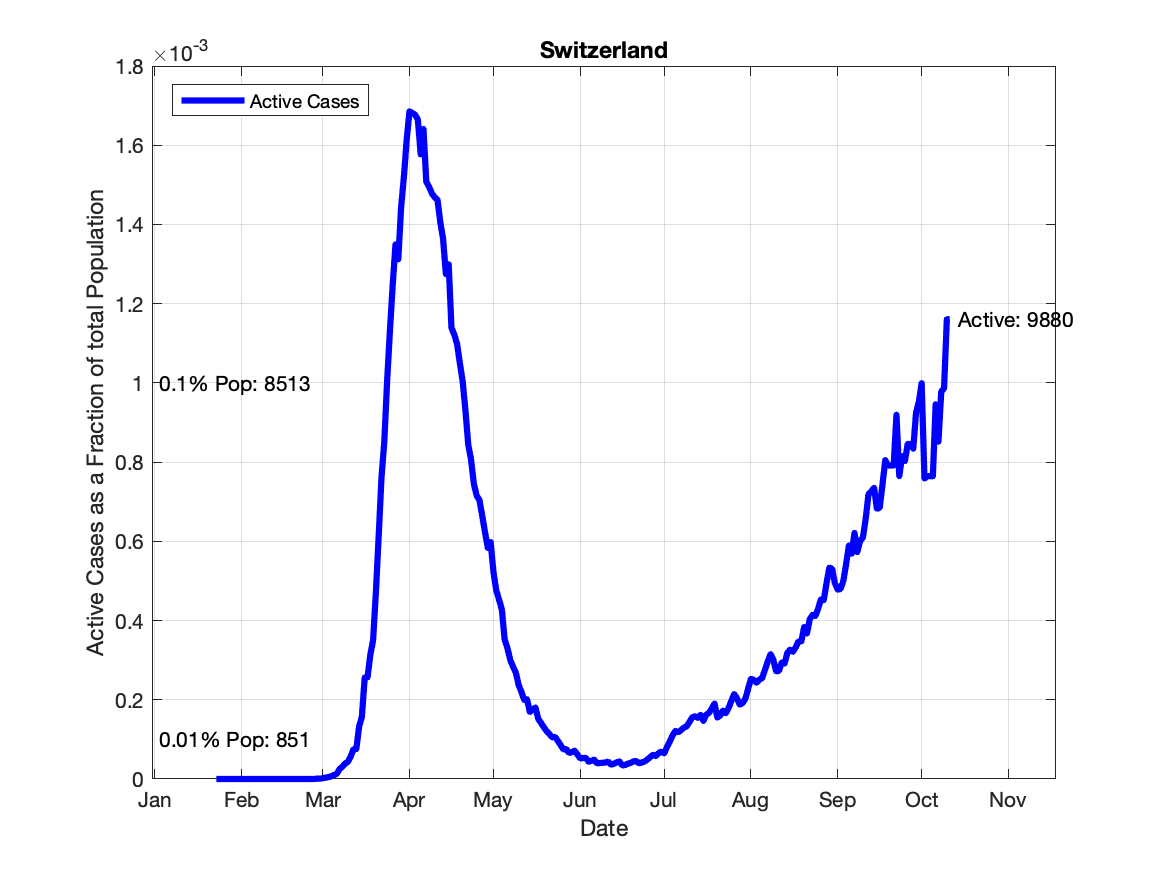 Switzerland
×10-3
1.8
1.6
1.4
1.2
1
0.8
0.6
0.4
0.2
0
Active Cases
Active: 9880
0.1% Pop: 8513
0.01% Pop: 851
Active Cases as a Fraction of total Population
Jan Feb Mar Apr May Jun Jul Aug Sep Oct Nov
Date